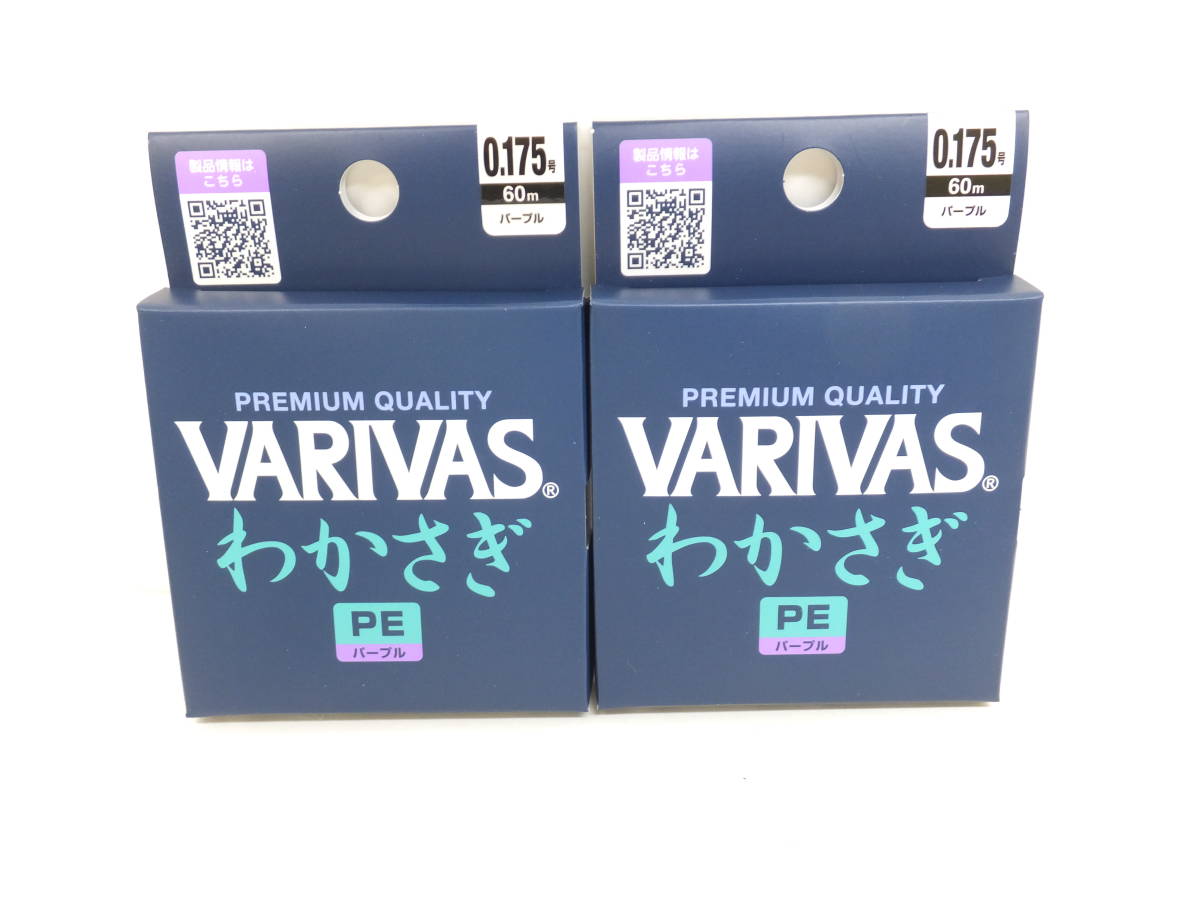 製品情報は
こちら
0.175号
60m
パープル
PREMIUM QUALITY
VARIVAS®
わかさぎ
PE
パープル
製品情報は
こちら
0.175号
60m
パープル
PREMIUM QUALITY
VARIVAS®
わかさぎ
PE
パープル